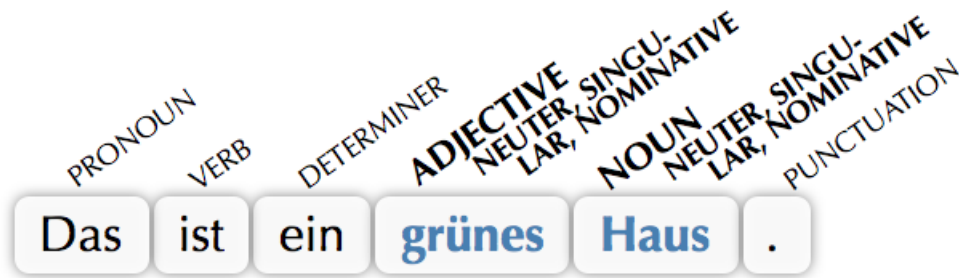 PRONOUN
VERB
DETERMINER
ADJECTIVE
NEUTER, SINGU-
LAR, NOMINATIVE
NOUN
NEUTER, SINGU-
LAR, NOMINATIVE
PUNCTUATION
Das ist ein grünes Haus .